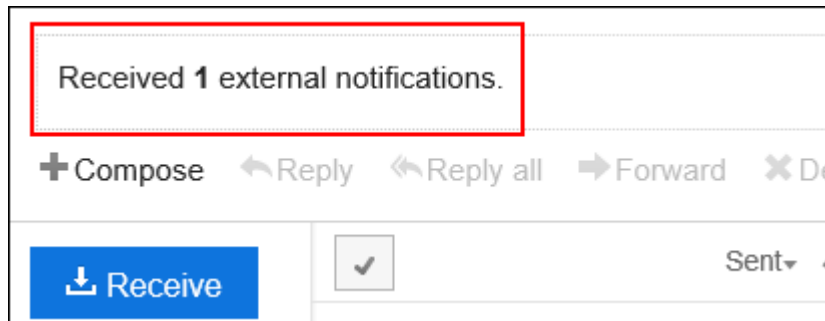 Received 1 external notifications.
Compose Reply Reply all Forward
Receive Sent